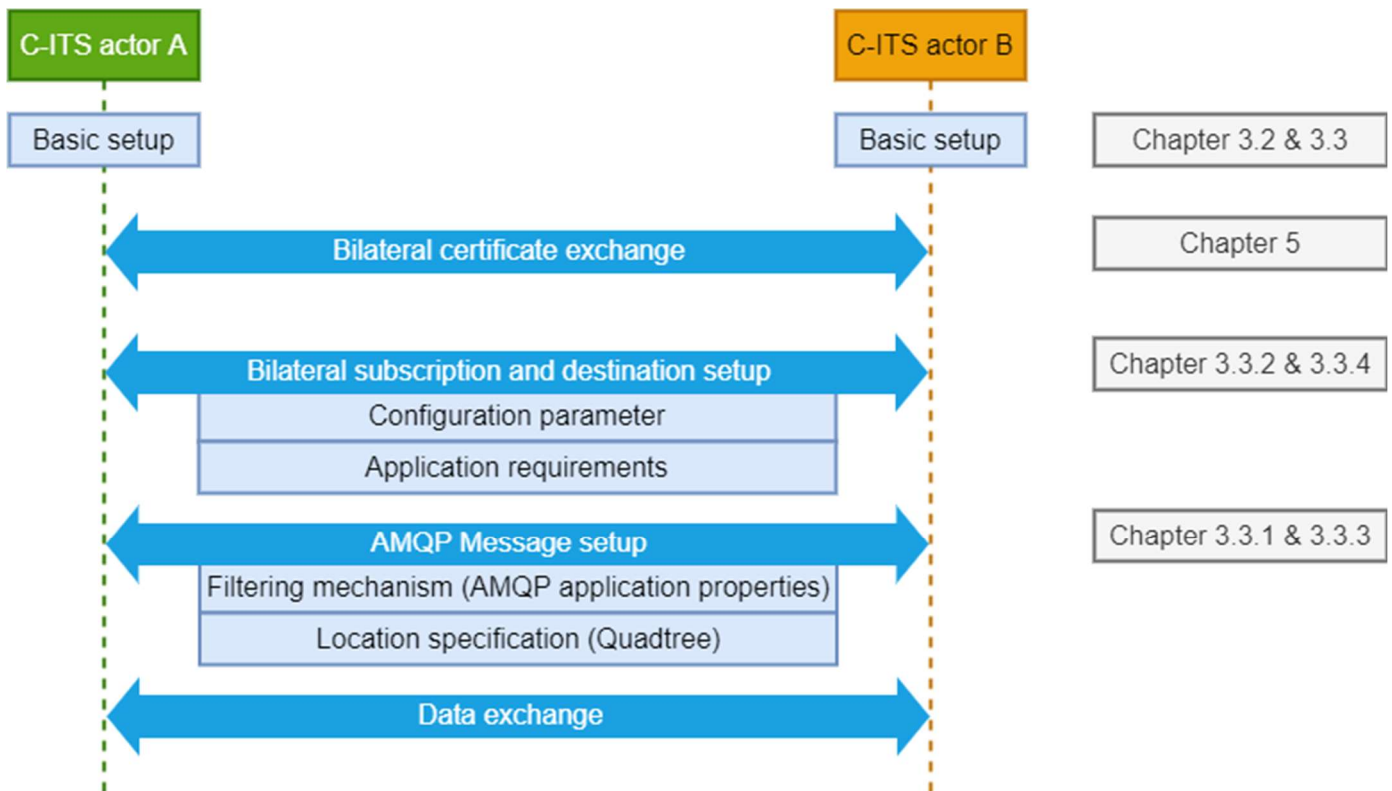 C-ITS actor A
C-ITS actor B
Basic setup
Basic setup
Chapter 3.2 & 3.3
Bilateral certificate exchange
Chapter 5
Bilateral subscription and destination setup
Chapter 3.3.2 & 3.3.4
Configuration parameter
Application requirements
AMQP Message setup
Chapter 3.3.1 & 3.3.3
Filtering mechanism (AMQP application properties)
Location specification (Quadtree)
Data exchange